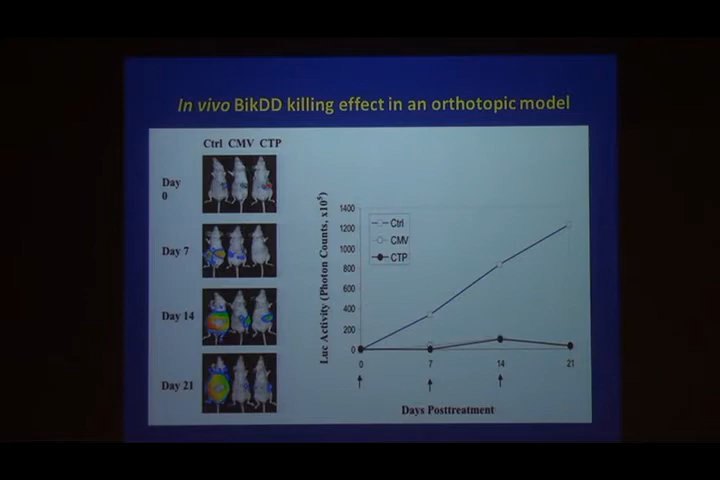 In vivo BikDD killing effect in an orthotopic model
Ctrl CMV CTP
Day
0
Day 7
Day 14
Day 21
Luc Activity (Photon Counts, x10⁵)
1400
1200
1000
800
600
400
200
0
Ctrl
CMV
CTP
0 7 14 21
Days Posttreatment